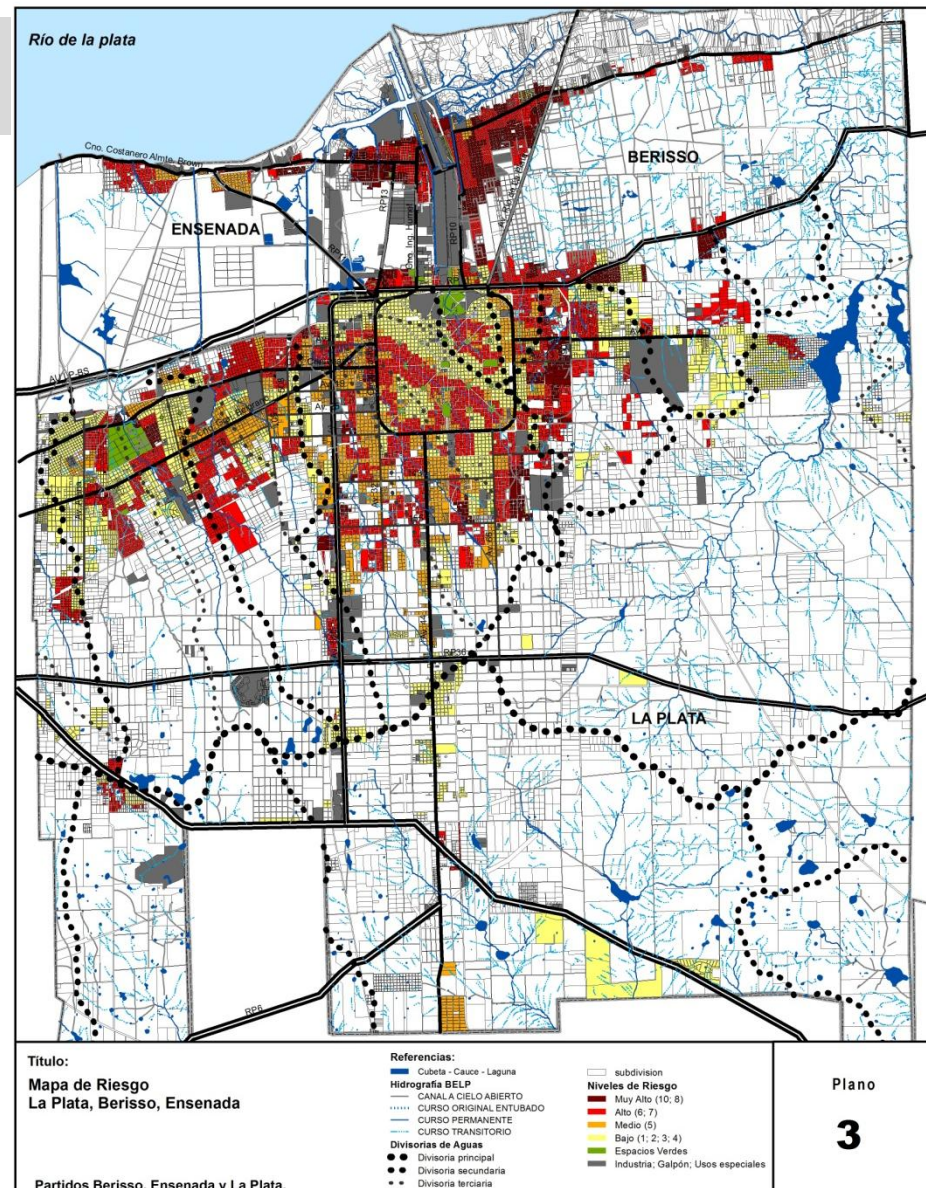 Río de la plata
Cno. Costanero Almte. Brown
BERISSO
ENSENADA
RP13
RP10
AU LP-BS
RP36
LA PLATA
RP6
Título:
Mapa de Riesgo
La Plata, Berisso, Ensenada
Partidos Berisso, Ensenada y La Plata.
Referencias:
Cubeta - Cauce - Laguna
Hidrografía BELP
CANAL A CIELO ABIERTO
CURSO ORIGINAL ENTUBADO
CURSO PERMANENTE
CURSO TRANSITORIO
Divisorias de Aguas
Divisoria principal
Divisoria secundaria
Divisoria terciaria
subdivision
Niveles de Riesgo
Muy Alto (10; 8)
Alto (6; 7)
Medio (5)
Bajo (1; 2; 3; 4)
Espacios Verdes
Industria; Galpón; Usos especiales
Plano
3